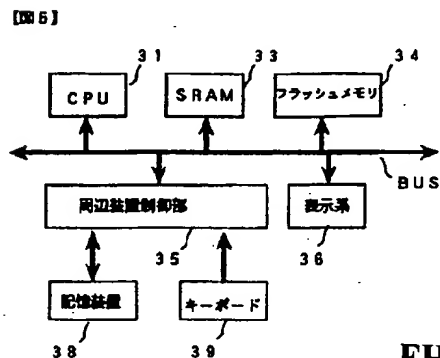 【図6】
31 33 34
CPU SRAM フラッシュメモリ
BUS
周辺装置制御部 表示系
35 36
記憶装置 キーボード
38 39